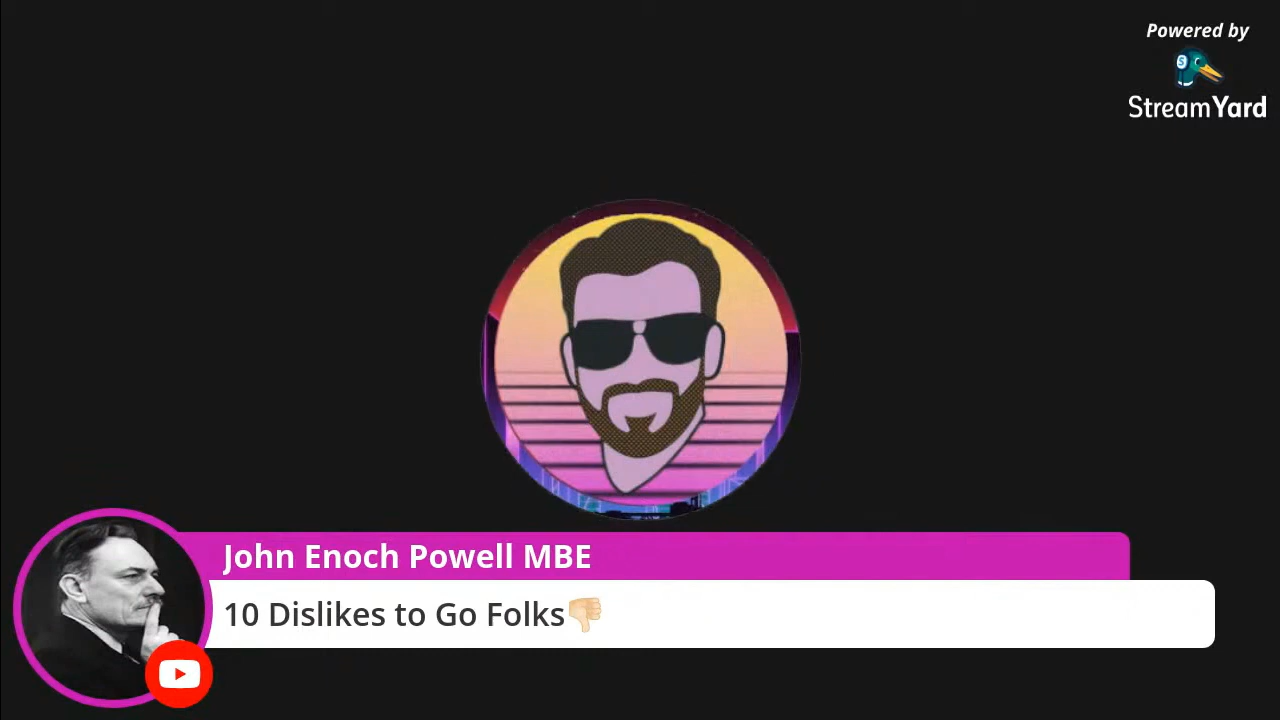 Powered by
S
StreamYard
John Enoch Powell MBE
10 Dislikes to Go Folks👎🏻